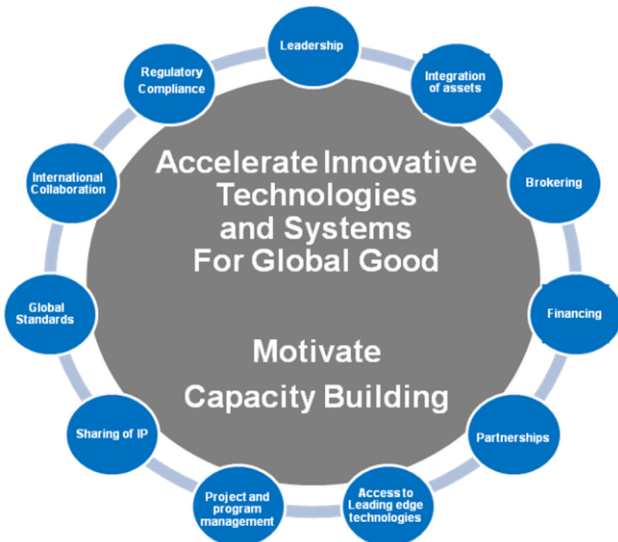 Leadership
Integration
of assets
Brokering
Financing
Partnerships
Access to
Leading edge
technologies
Project and
program
management
Sharing of IP
Global
Standards
International
Collaboration
Regulatory
Compliance
Accelerate Innovative
Technologies
and Systems
For Global Good
Motivate
Capacity Building